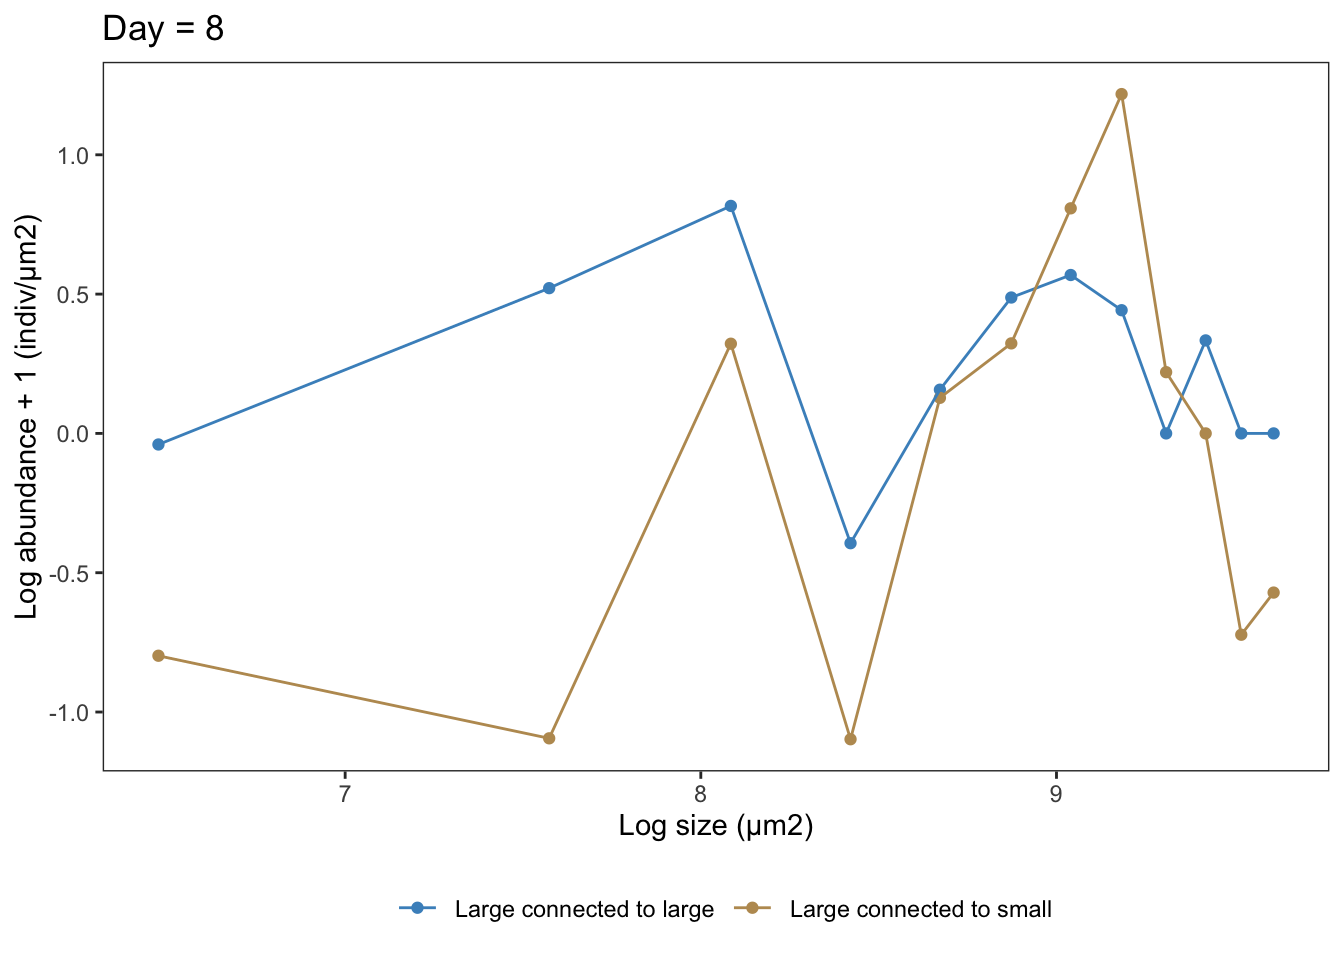 Day = 8
Log abundance + 1 (indiv/µm2)
1.0
0.5
0.0
-0.5
-1.0
7 8 9
Log size (µm2)
Large connected to large Large connected to small